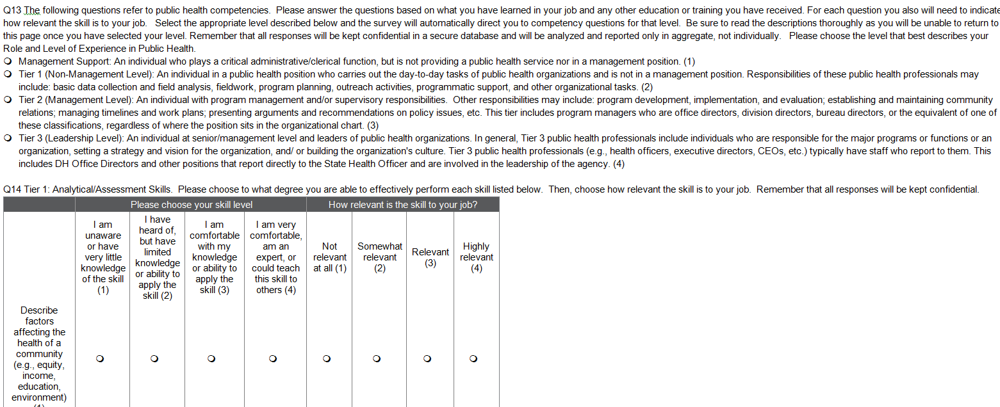 Q13 The following questions refer to public health competencies.  Please answer the questions based on what you have learned in your job and any other education or training you have received. For each question you also will need to indicate
how relevant the skill is to your job.   Select the appropriate level described below and the survey will automatically direct you to competency questions for that level.  Be sure to read the descriptions thoroughly as you will be unable to return to
this page once you have selected your level. Remember that all responses will be kept confidential in a secure database and will be analyzed and reported only in aggregate, not individually.   Please choose the level that best describes your
Role and Level of Experience in Public Health.
Management Support: An individual who plays a critical administrative/clerical function, but is not providing a public health service nor in a management position. (1)
Tier 1 (Non-Management Level): An individual in a public health position who carries out the day-to-day tasks of public health organizations and is not in a management position. Responsibilities of these public health professionals may
include: basic data collection and field analysis, fieldwork, program planning, outreach activities, programmatic support, and other organizational tasks. (2)
Tier 2 (Management Level): An individual with program management and/or supervisory responsibilities.  Other responsibilities may include: program development, implementation, and evaluation; establishing and maintaining community
relations; managing timelines and work plans; presenting arguments and recommendations on policy issues, etc. This tier includes program managers who are office directors, division directors, bureau directors, or the equivalent of one of
these classifications, regardless of where the position sits in the organizational chart. (3)
Tier 3 (Leadership Level): An individual at senior/management level and leaders of public health organizations. In general, Tier 3 public health professionals include individuals who are responsible for the major programs or functions or an
organization, setting a strategy and vision for the organization, and/ or building the organization's culture. Tier 3 public health professionals (e.g., health officers, executive directors, CEOs, etc.) typically have staff who report to them. This
includes DH Office Directors and other positions that report directly to the State Health Officer and are involved in the leadership of the agency. (4)
Q14 Tier 1: Analytical/Assessment Skills.  Please choose to what degree you are able to effectively perform each skill listed below.  Then, choose how relevant the skill is to your job.  Remember that all responses will be kept confidential.
Please choose your skill level
How relevant is the skill to your job?
I am
unaware
or have
very little
knowledge
of the skill
(1)
I have
heard of,
but have
limited
knowledge
or ability to
apply the
skill (2)
I am
comfortable
with my
knowledge
or ability to
apply the
skill (3)
I am very
comfortable,
am an
expert, or
could teach
this skill to
others (4)
Not
relevant
at all (1)
Somewhat
relevant
(2)
Relevant
(3)
Highly
relevant
(4)
Describe
factors
affecting the
health of a
community
(e.g., equity,
income,
education,
environment)
(1)